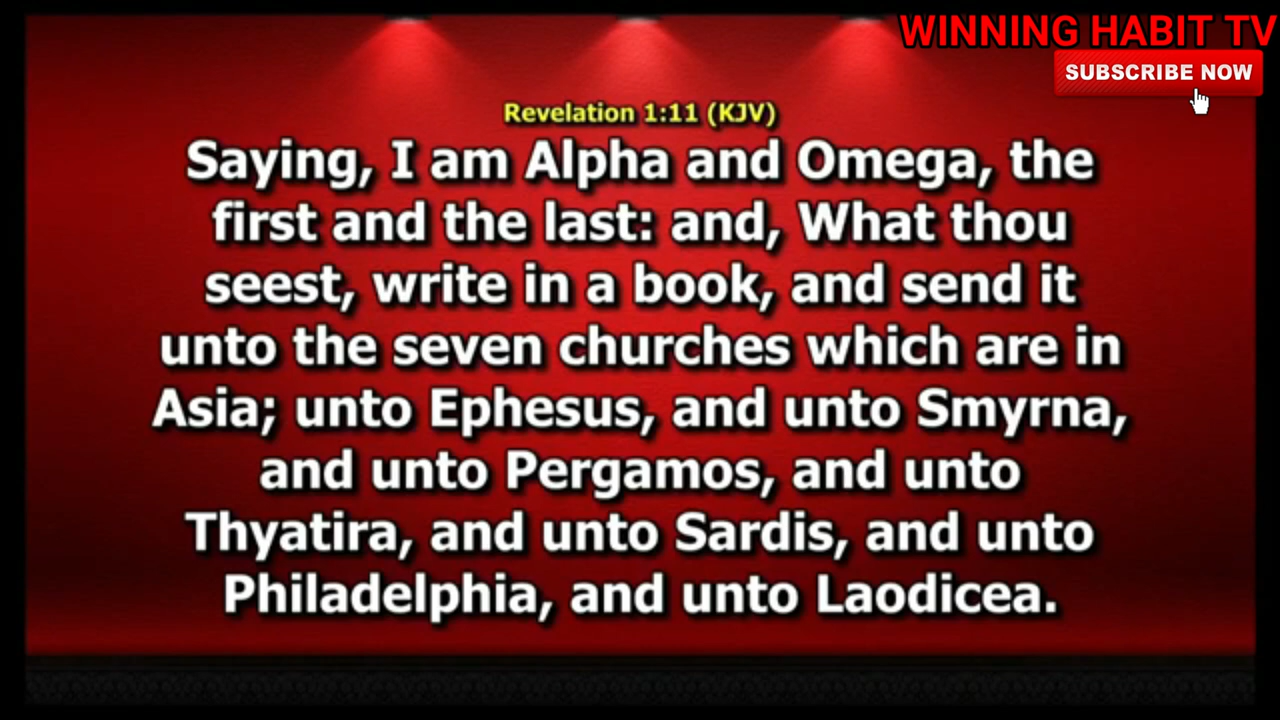 WINNING HABIT TV
SUBSCRIBE NOW
Revelation 1:11 (KJV)
Saying, I am Alpha and Omega, the
first and the last: and, What thou
seest, write in a book, and send it
unto the seven churches which are in
Asia; unto Ephesus, and unto Smyrna,
and unto Pergamos, and unto
Thyatira, and unto Sardis, and unto
Philadelphia, and unto Laodicea.